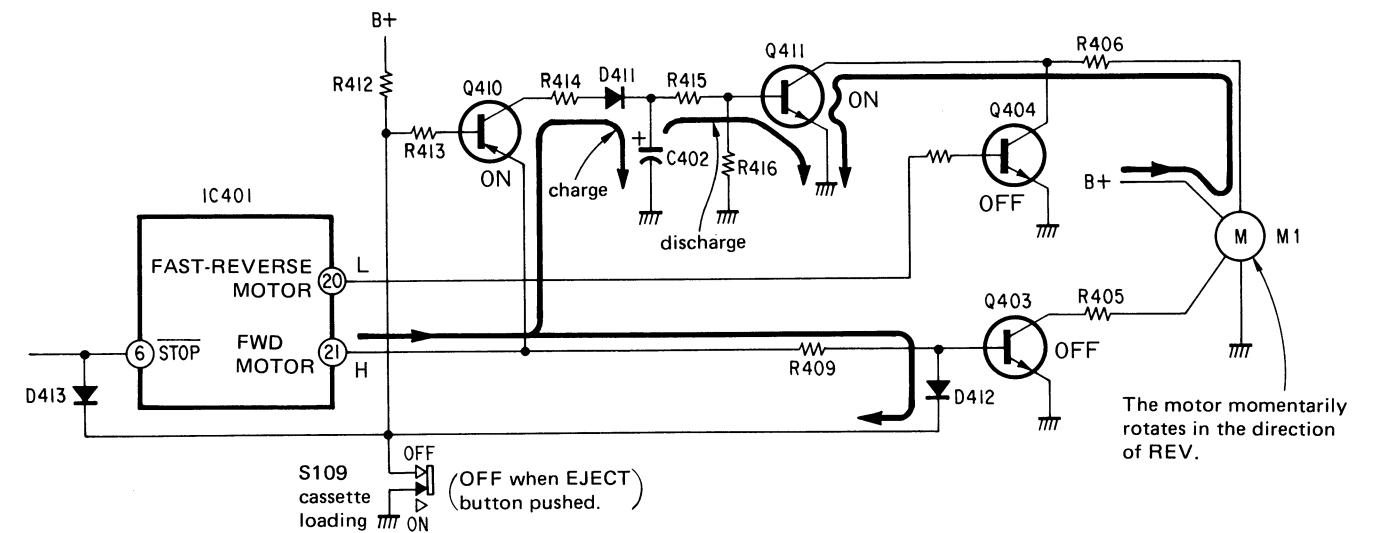 B+
R412
R413
Q410
ON
R414
D411
R415
Q411
ON
R406
+
C402
R416
charge
discharge
Q404
OFF
B+
M
M1
IC401
FAST-REVERSE
MOTOR
20
L
6
STOP
FWD
MOTOR
21
H
D413
R409
D412
Q403
OFF
R405
The motor momentarily
rotates in the direction
of REV.
S109
cassette
loading
OFF
ON
(OFF when EJECT
button pushed.)